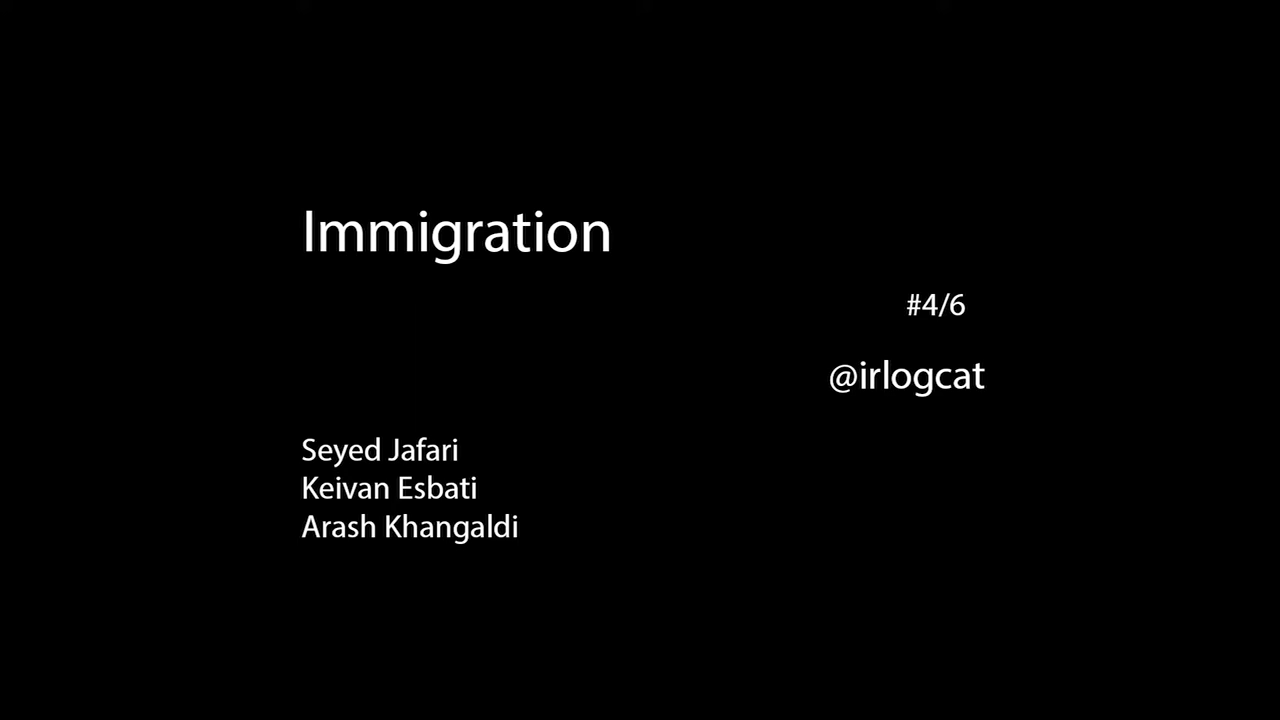 Immigration
#4/6
@irlogcat
Seyed Jafari
Keivan Esbati
Arash Khangaldi